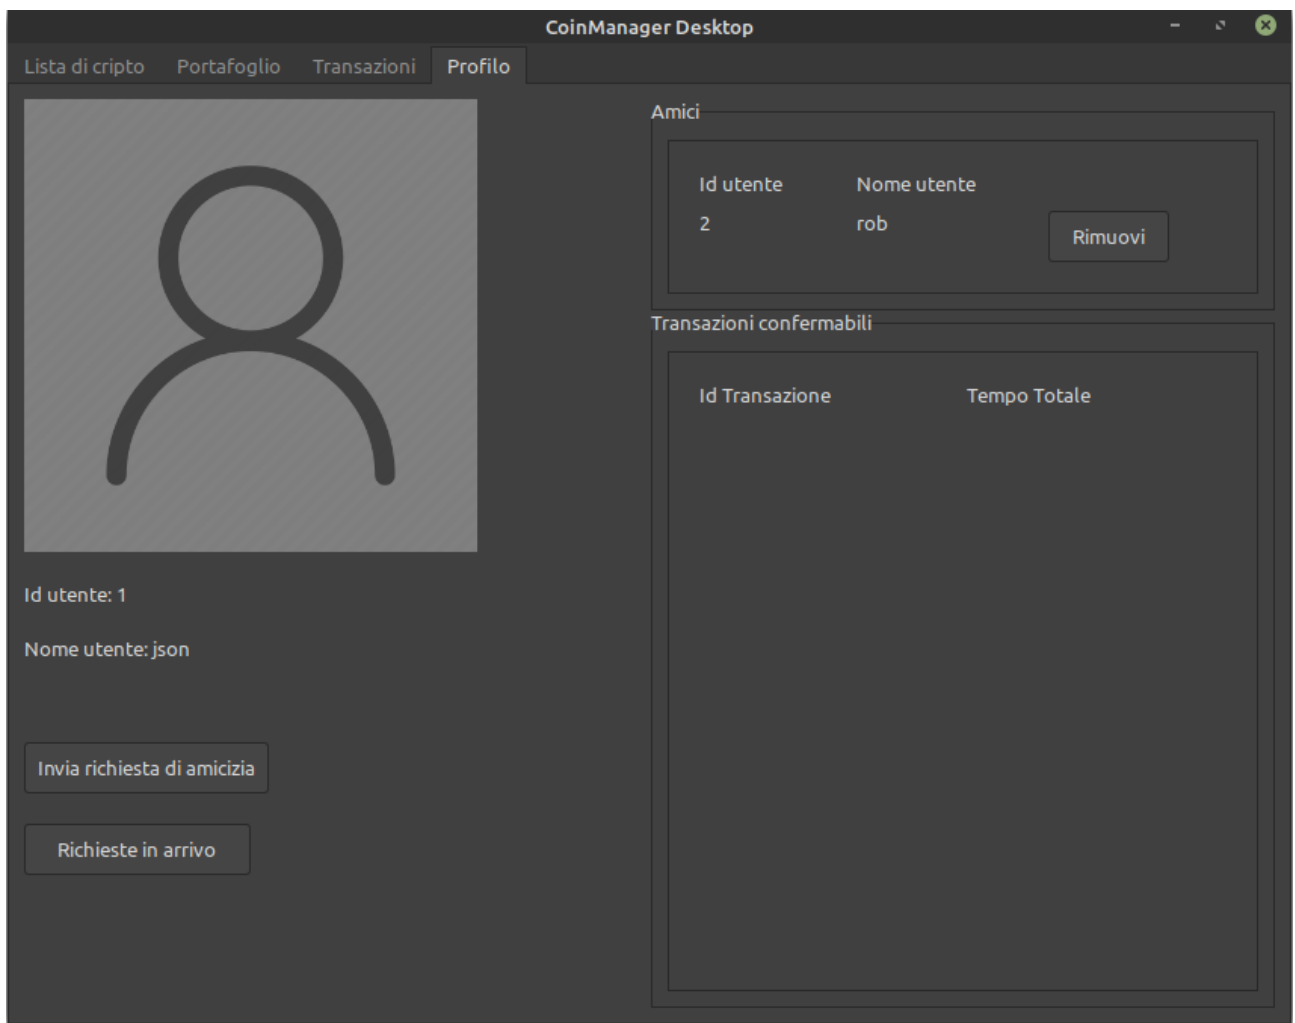 CoinManager Desktop
Lista di cripto Portafoglio Transazioni Profilo
Amici
Id utente Nome utente
2 rob Rimuovi
Transazioni confermabili
Id Transazione Tempo Totale
Id utente: 1
Nome utente: json
Invia richiesta di amicizia
Richieste in arrivo